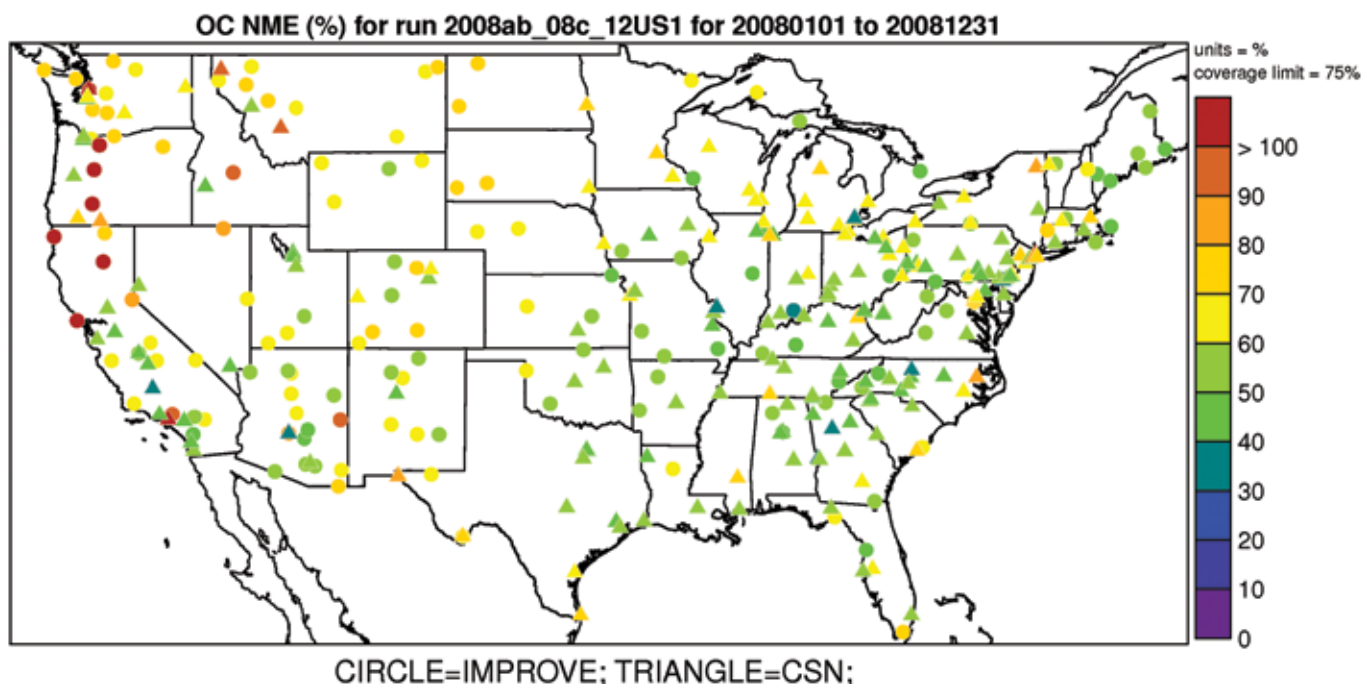 OC NME (%) for run 2008ab_08c_12US1 for 20080101 to 20081231
units = %
coverage limit = 75%
> 100
90
80
70
60
50
40
30
20
10
0
CIRCLE=IMPROVE; TRIANGLE=CSN;